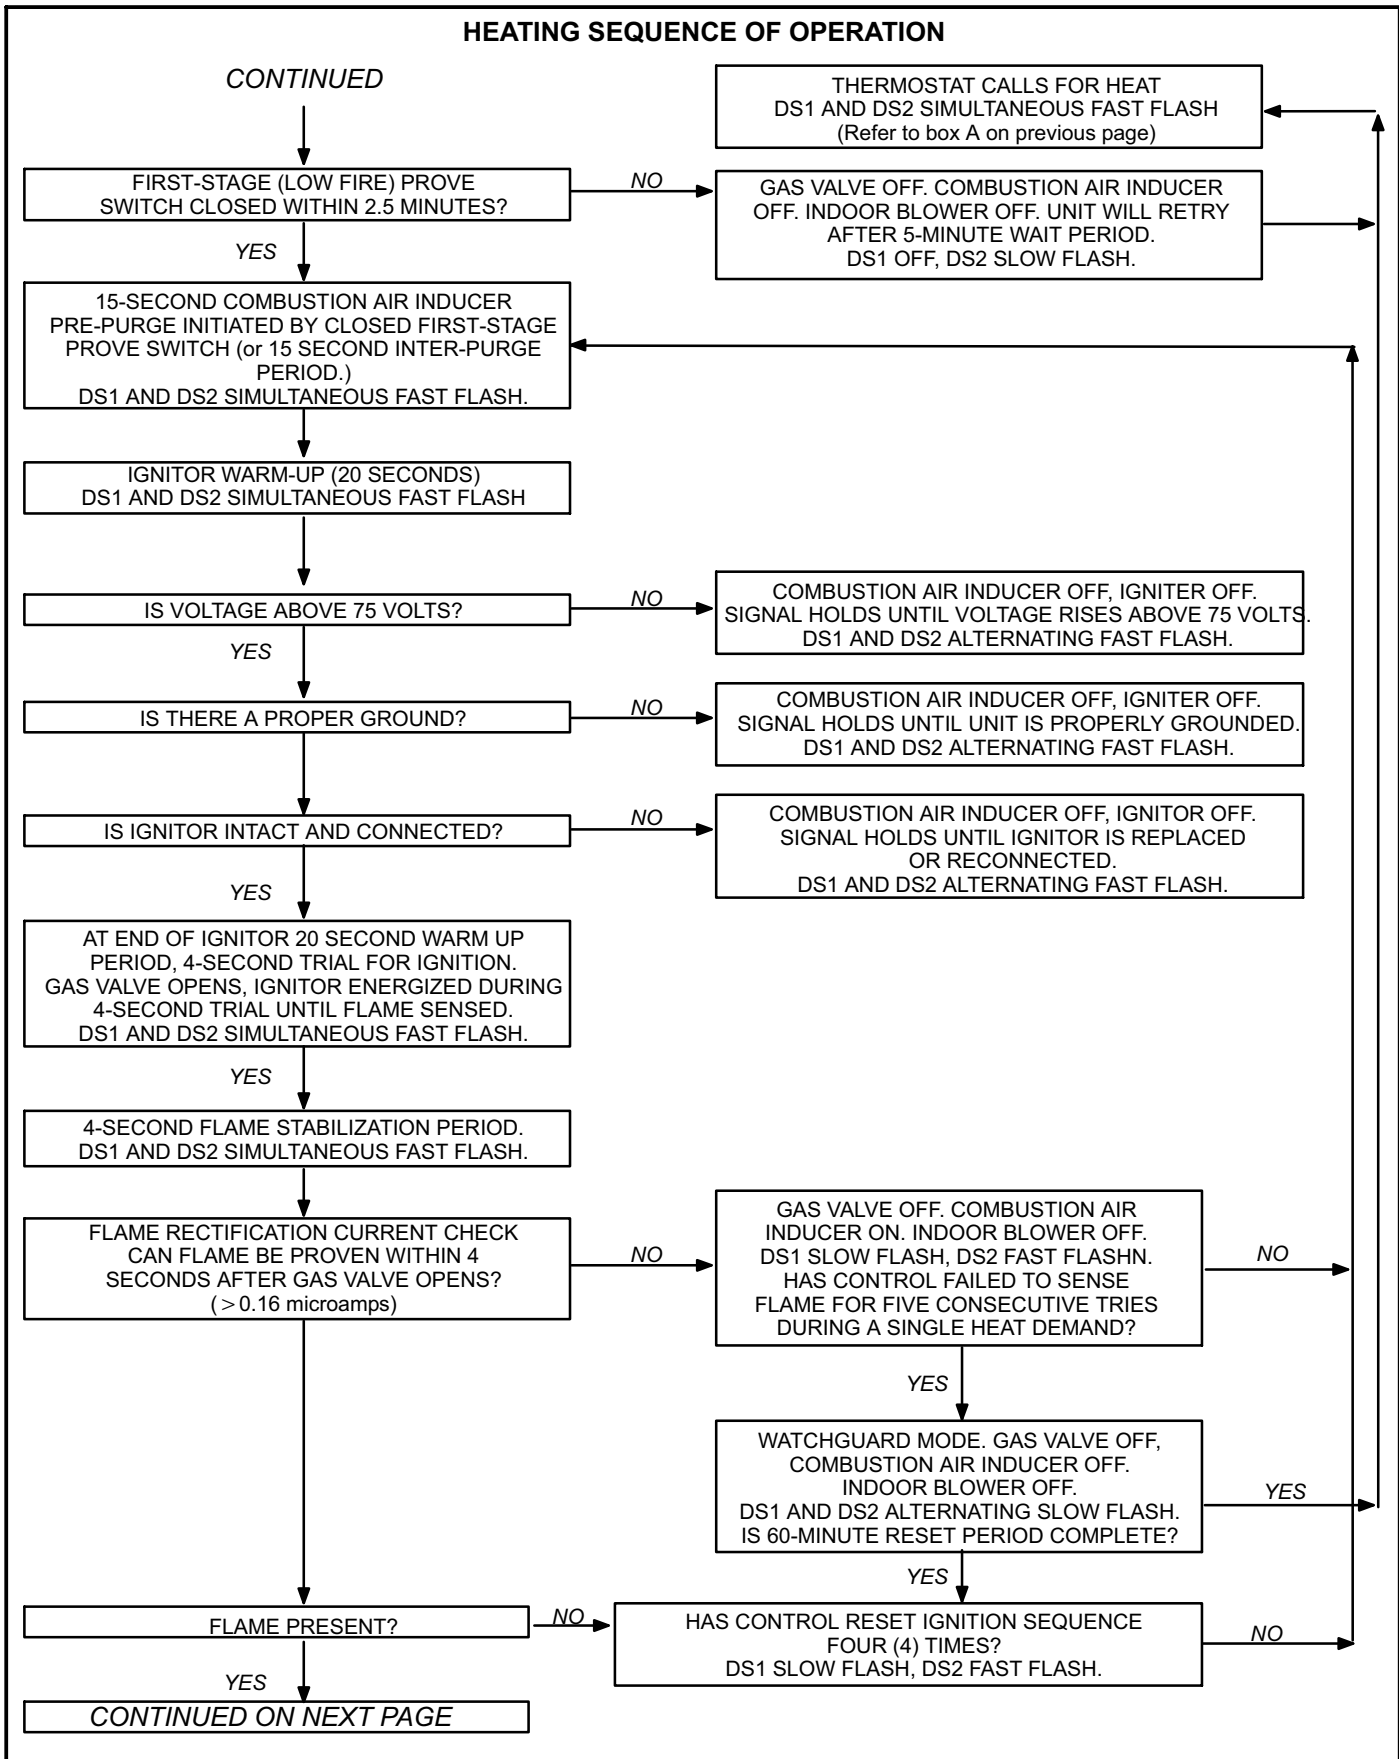 HEATING SEQUENCE OF OPERATION
CONTINUED
THERMOSTAT CALLS FOR HEAT
DS1 AND DS2 SIMULTANEOUS FAST FLASH
(Refer to box A on previous page)
FIRST-STAGE (LOW FIRE) PROVE
SWITCH CLOSED WITHIN 2.5 MINUTES?
NO
GAS VALVE OFF. COMBUSTION AIR INDUCER
OFF. INDOOR BLOWER OFF. UNIT WILL RETRY
AFTER 5-MINUTE WAIT PERIOD.
DS1 OFF, DS2 SLOW FLASH.
YES
15-SECOND COMBUSTION AIR INDUCER
PRE-PURGE INITIATED BY CLOSED FIRST-STAGE
PROVE SWITCH (or 15 SECOND INTER-PURGE
PERIOD.)
DS1 AND DS2 SIMULTANEOUS FAST FLASH.
IGNITOR WARM-UP (20 SECONDS)
DS1 AND DS2 SIMULTANEOUS FAST FLASH
IS VOLTAGE ABOVE 75 VOLTS?
NO
COMBUSTION AIR INDUCER OFF, IGNITER OFF.
SIGNAL HOLDS UNTIL VOLTAGE RISES ABOVE 75 VOLTS.
DS1 AND DS2 ALTERNATING FAST FLASH.
YES
IS THERE A PROPER GROUND?
NO
COMBUSTION AIR INDUCER OFF, IGNITER OFF.
SIGNAL HOLDS UNTIL UNIT IS PROPERLY GROUNDED.
DS1 AND DS2 ALTERNATING FAST FLASH.
IS IGNITOR INTACT AND CONNECTED?
NO
COMBUSTION AIR INDUCER OFF, IGNITOR OFF.
SIGNAL HOLDS UNTIL IGNITOR IS REPLACED
OR RECONNECTED.
DS1 AND DS2 ALTERNATING FAST FLASH.
YES
AT END OF IGNITOR 20 SECOND WARM UP
PERIOD, 4-SECOND TRIAL FOR IGNITION.
GAS VALVE OPENS, IGNITOR ENERGIZED DURING
4-SECOND TRIAL UNTIL FLAME SENSED.
DS1 AND DS2 SIMULTANEOUS FAST FLASH.
YES
4-SECOND FLAME STABILIZATION PERIOD.
DS1 AND DS2 SIMULTANEOUS FAST FLASH.
FLAME RECTIFICATION CURRENT CHECK
CAN FLAME BE PROVEN WITHIN 4
SECONDS AFTER GAS VALVE OPENS?
(>0.16 microamps)
NO
GAS VALVE OFF. COMBUSTION AIR
INDUCER ON. INDOOR BLOWER OFF.
DS1 SLOW FLASH, DS2 FAST FLASHN.
HAS CONTROL FAILED TO SENSE
FLAME FOR FIVE CONSECUTIVE TRIES
DURING A SINGLE HEAT DEMAND?
NO
YES
WATCHGUARD MODE. GAS VALVE OFF,
COMBUSTION AIR INDUCER OFF.
INDOOR BLOWER OFF.
DS1 AND DS2 ALTERNATING SLOW FLASH.
IS 60-MINUTE RESET PERIOD COMPLETE?
YES
YES
FLAME PRESENT?
NO
HAS CONTROL RESET IGNITION SEQUENCE
FOUR (4) TIMES?
DS1 SLOW FLASH, DS2 FAST FLASH.
NO
YES
CONTINUED ON NEXT PAGE